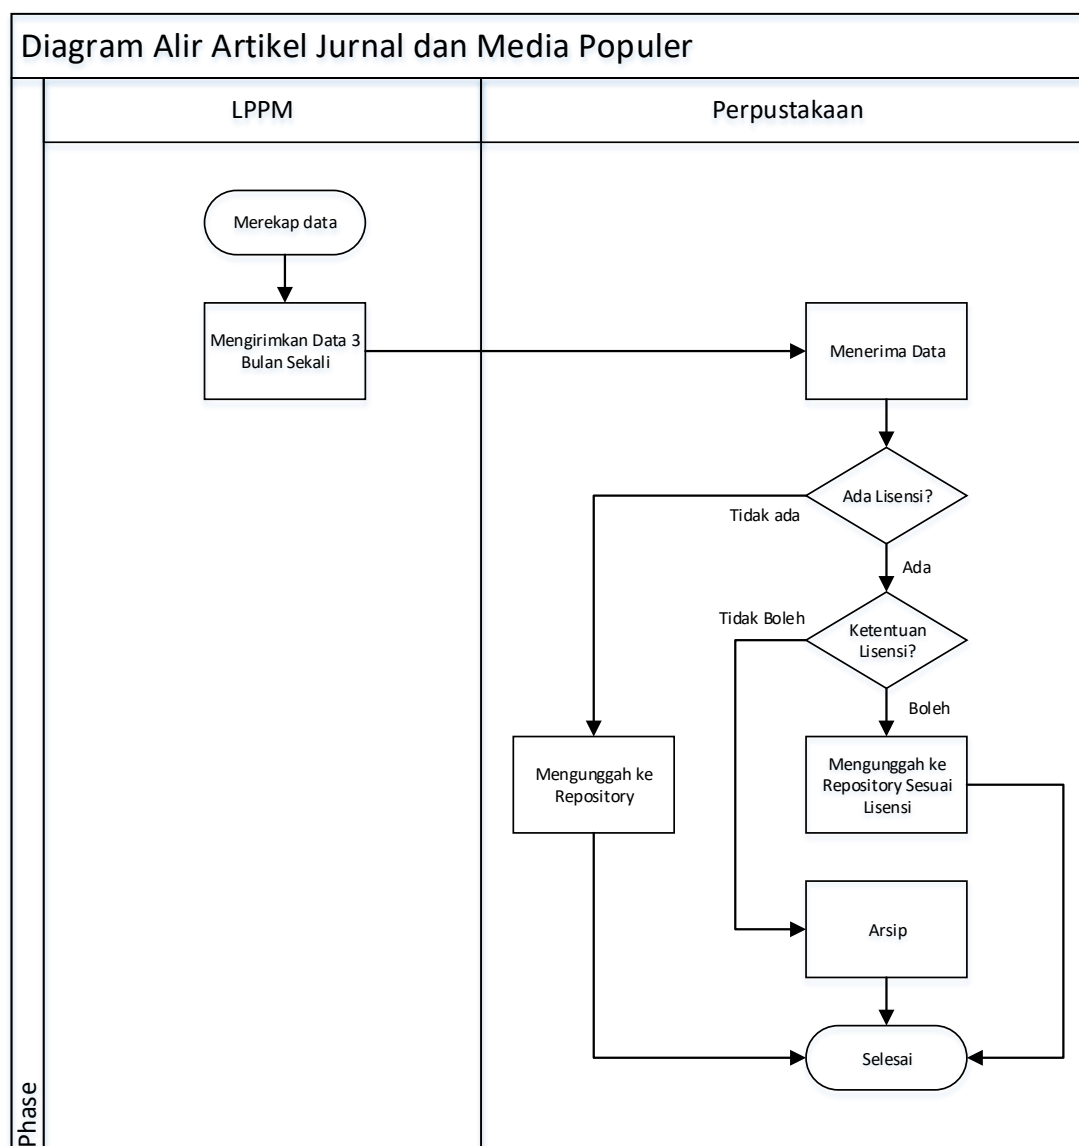 Diagram Alir Artikel Jurnal dan Media Populer
LPPM
Perpustakaan
Merekap data
Mengirimkan Data 3
Bulan Sekali
Menerima Data
Ada Lisensi?
Tidak ada
Ada
Tidak Boleh
Ketentuan
Lisensi?
Boleh
Mengunggah ke
Repository
Mengunggah ke
Repository Sesuai
Lisensi
Arsip
Selesai
Phase